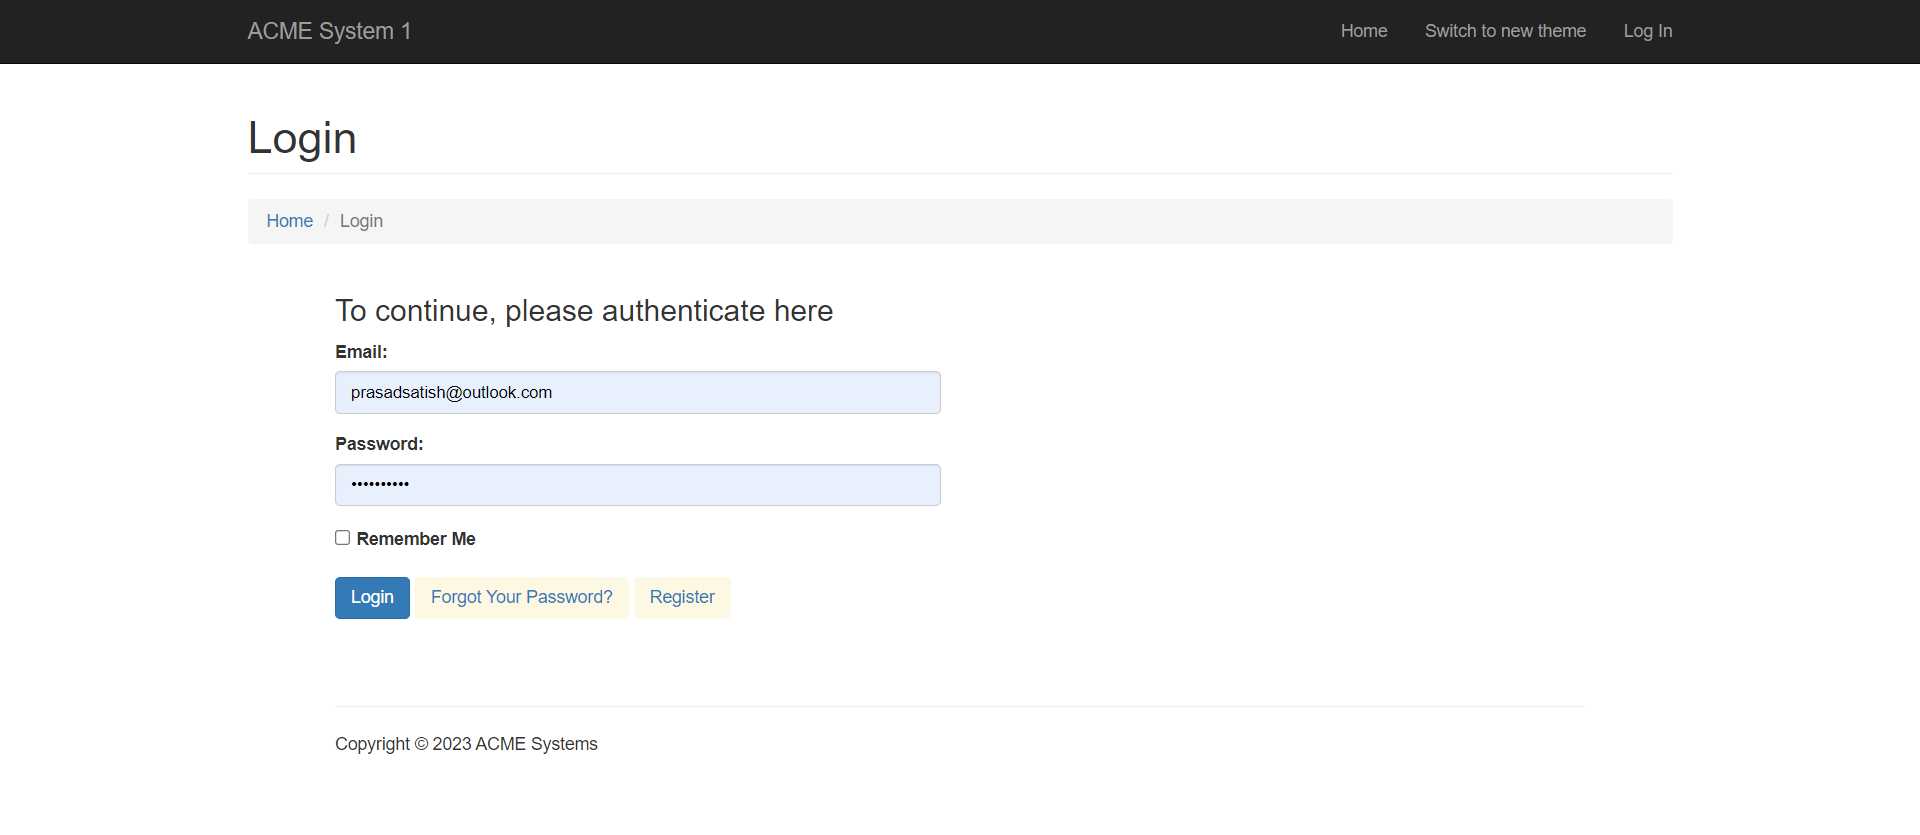 ACME System 1 Home Switch to new theme Log In
Login
Home / Login
To continue, please authenticate here
Email:
prasadsatish@outlook.com
Password:
••••••••••
Remember Me
Login Forgot Your Password? Register
Copyright © 2023 ACME Systems